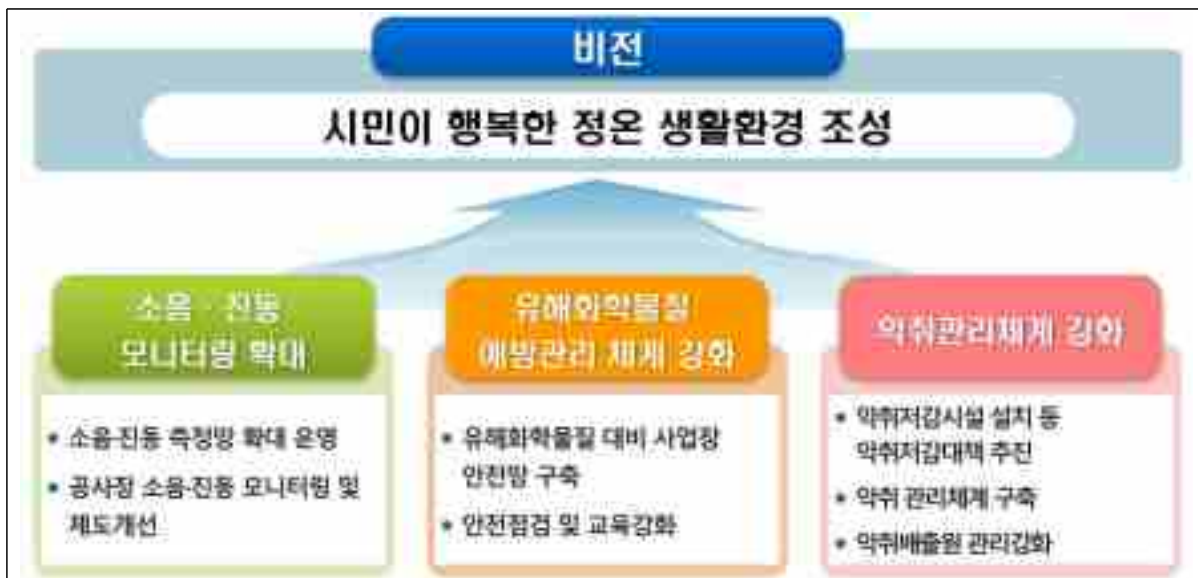 비전
시민이 행복한 정온 생활환경 조성
소음 · 진동
모니터링 확대
• 소음·진동 측정망 확대 운영
• 공사장 소음·진동 모니터링 및
제도개선
유해화학물질
예방관리 체계 강화
• 유해화학물질 대비 사업장
안전망 구축
• 안전점검 및 교육강화
악취관리체계 강화
• 악취저감시설 설치 등
악취저감대책 추진
• 악취 관리체계 구축
• 악취배출원 관리강화